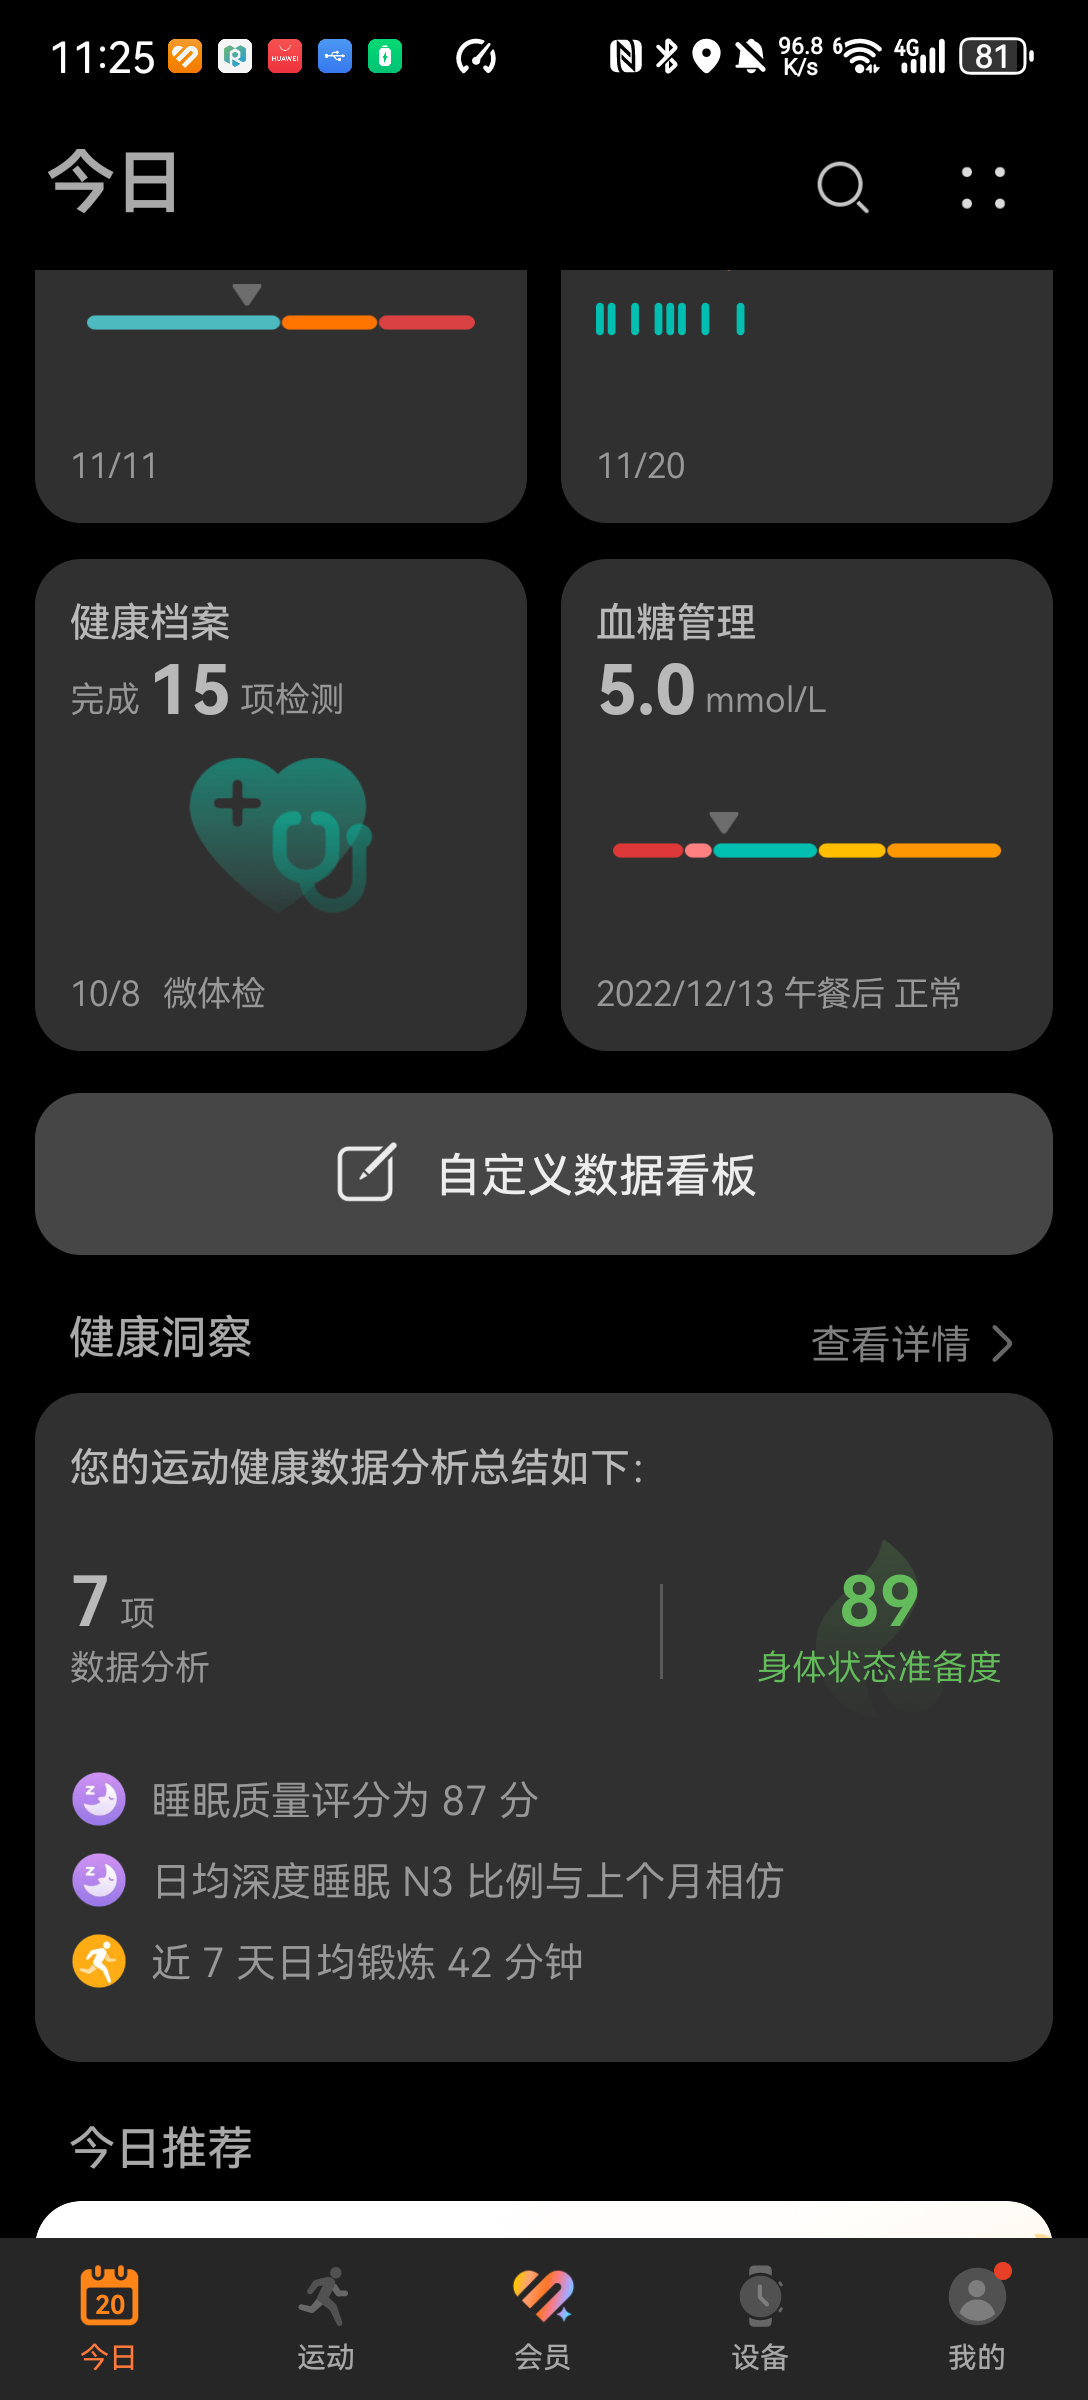 11:25
HUAWEI
96.8 K/s
6
4G
81
今日
11/11
11/20
健康档案
完成 15 项检测
10/8 微体检
血糖管理
5.0 mmol/L
2022/12/13 午餐后 正常
自定义数据看板
健康洞察
查看详情
您的运动健康数据分析总结如下：
7 项
数据分析
89
身体状态准备度
睡眠质量评分为 87 分
日均深度睡眠 N3 比例与上个月相仿
近 7 天日均锻炼 42 分钟
今日推荐
20
今日
运动
会员
设备
我的